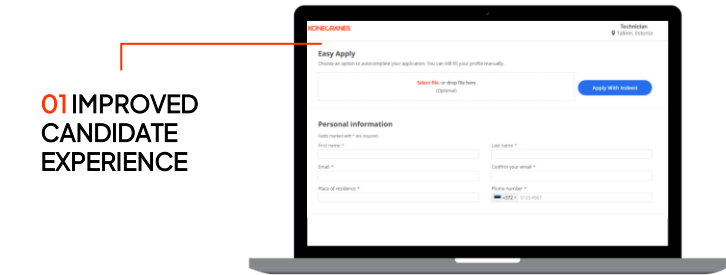 01 IMPROVED
CANDIDATE
EXPERIENCE
KONECRANES
Technician
Tallinn, Estonia
Easy Apply
Choose an option to autocomplete your application. You can still fill your profile manually.
Select file, or drop file here
(Optional)
Apply With Indeed
Personal information
Fields marked with * are required.
First name *
Last name *
Email *
Confirm your email *
Place of residence *
Phone number *
+372